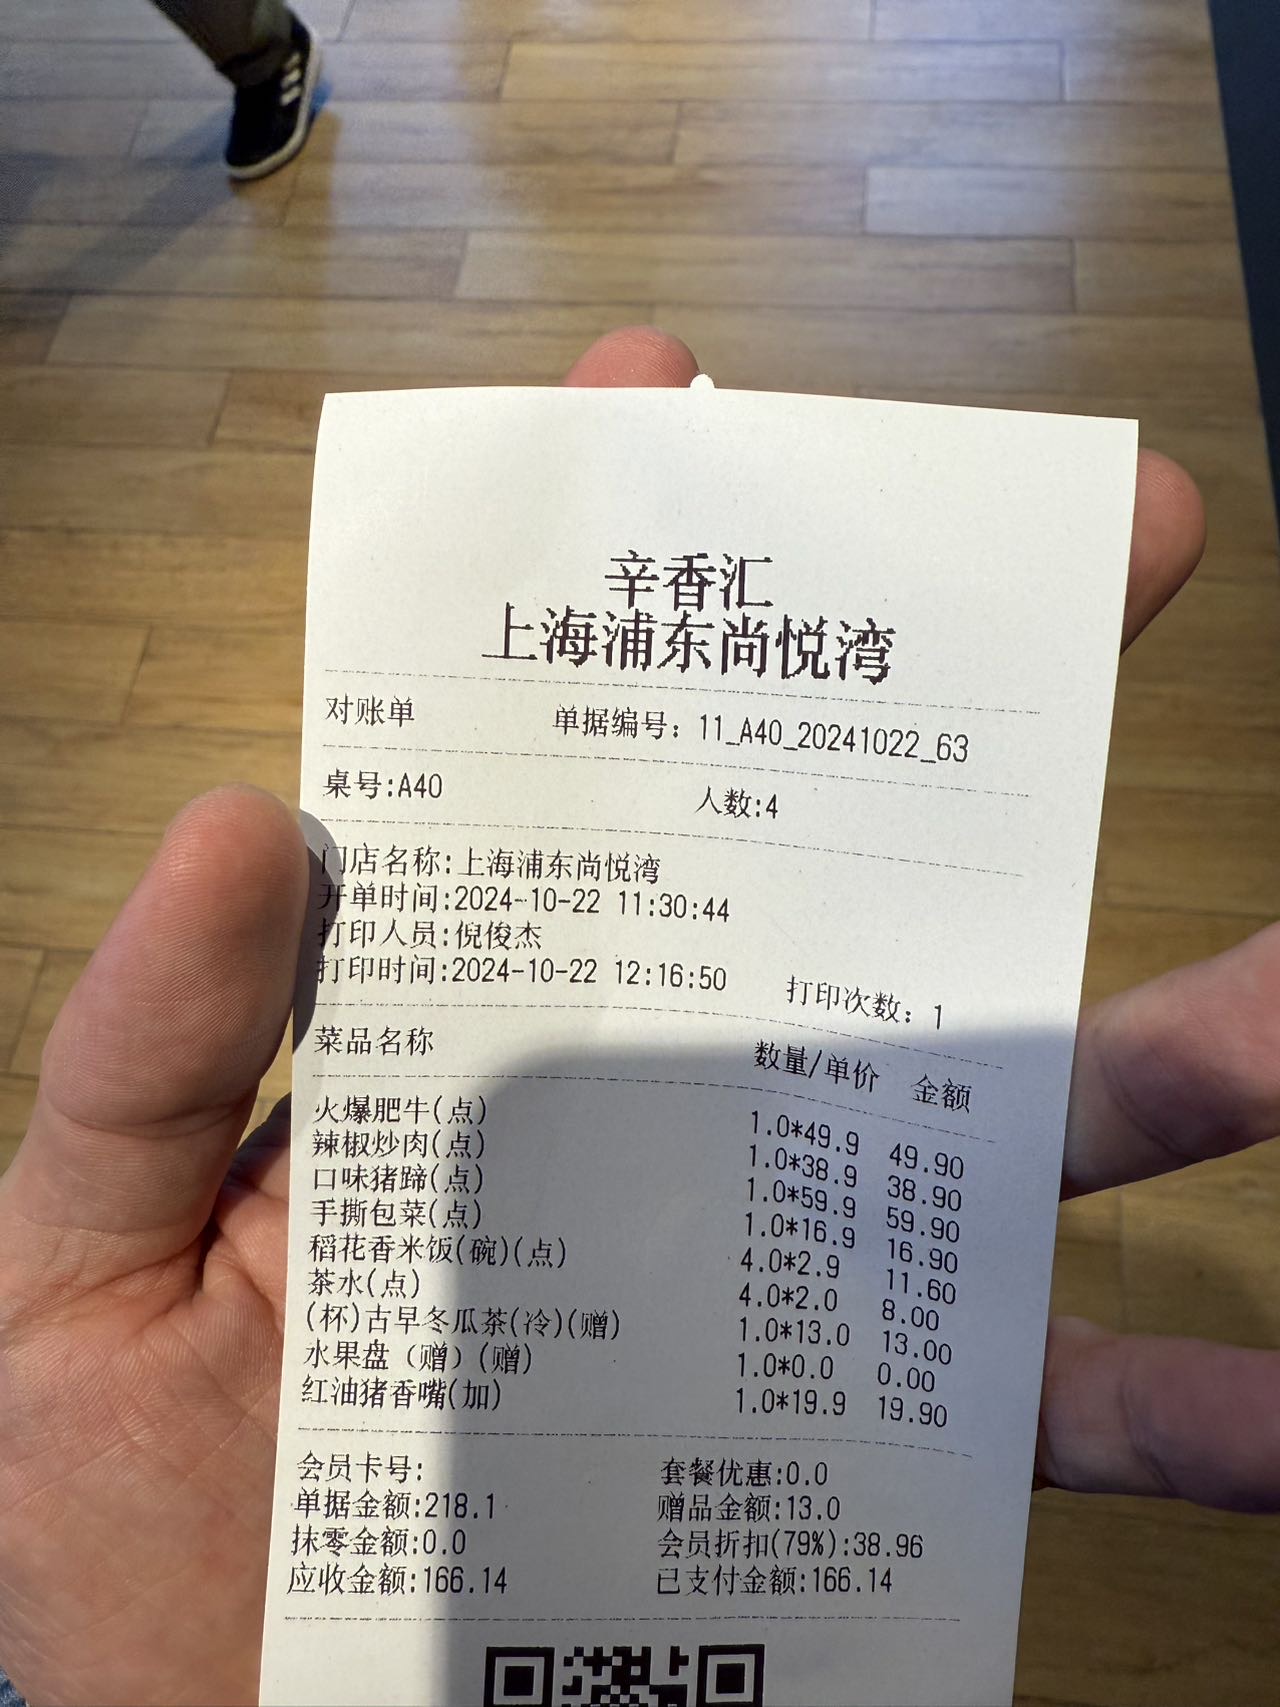 辛香汇
上海浦东尚悦湾
对账单 单据编号：11_A40_20241022_63
桌号:A40 人数:4
门店名称:上海浦东尚悦湾
开单时间:2024-10-22 11:30:44
打印人员:倪俊杰
打印时间:2024-10-22 12:16:50 打印次数：1
菜品名称 数量/单价 金额
火爆肥牛(点) 1.0*49.9 49.90
辣椒炒肉(点) 1.0*38.9 38.90
口味猪蹄(点) 1.0*59.9 59.90
手撕包菜(点) 1.0*16.9 16.90
稻花香米饭(碗)(点) 4.0*2.9 11.60
茶水(点) 4.0*2.0 8.00
(杯)古早冬瓜茶(冷)(赠) 1.0*13.0 13.00
水果盘（赠）(赠) 1.0*0.0 0.00
红油猪香嘴(加) 1.0*19.9 19.90
会员卡号: 套餐优惠:0.0
单据金额:218.1 赠品金额:13.0
抹零金额:0.0 会员折扣(79%):38.96
应收金额:166.14 已支付金额:166.14